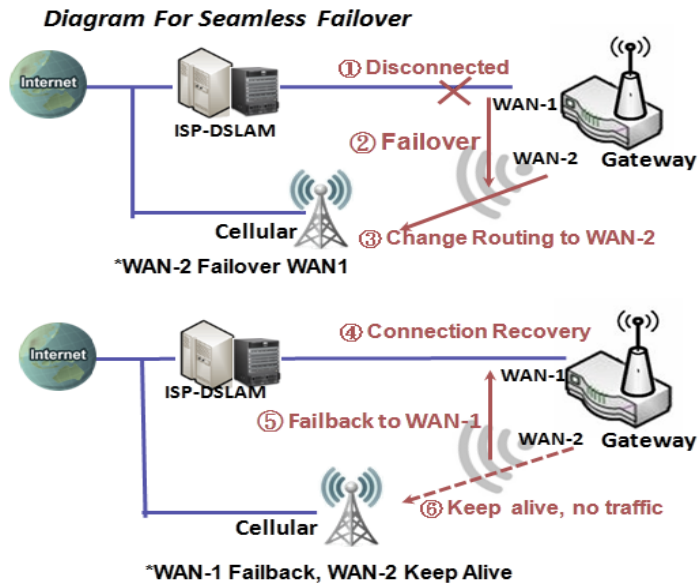 Diagram For Seamless Failover
Internet
① Disconnected
ISP-DSLAM
WAN-1
② Failover
WAN-2
Gateway
Cellular
③ Change Routing to WAN-2
*WAN-2 Failover WAN1
④ Connection Recovery
Internet
ISP-DSLAM
WAN-1
⑤ Failback to WAN-1
WAN-2
Gateway
Cellular
⑥ Keep alive, no traffic
*WAN-1 Failback, WAN-2 Keep Alive